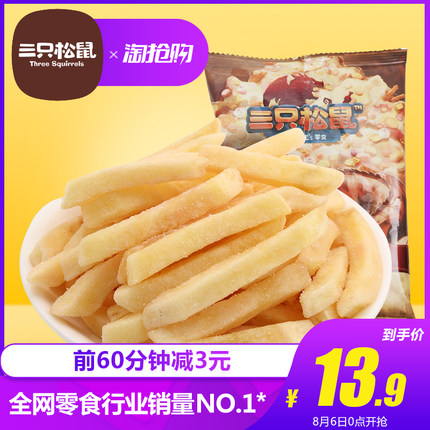 三只松鼠
Three Squirrels
× 淘抢购
三只松鼠™
前60分钟减3元
到手价
全网零食行业销量NO.1*
¥ 13.9
8月6日0点开抢